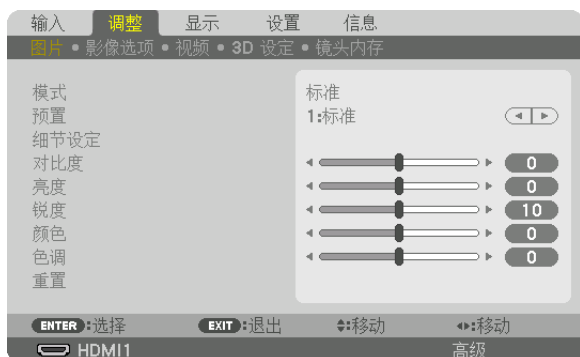 输入 调整 显示 设置 信息
图片 • 影像选项 • 视频 • 3D 设定 • 镜头内存
模式 标准
预置 1:标准
细节设定
对比度 0
亮度 0
锐度 10
颜色 0
色调 0
重置
ENTER:选择 EXIT:退出 :移动 :移动
HDMI1 高级